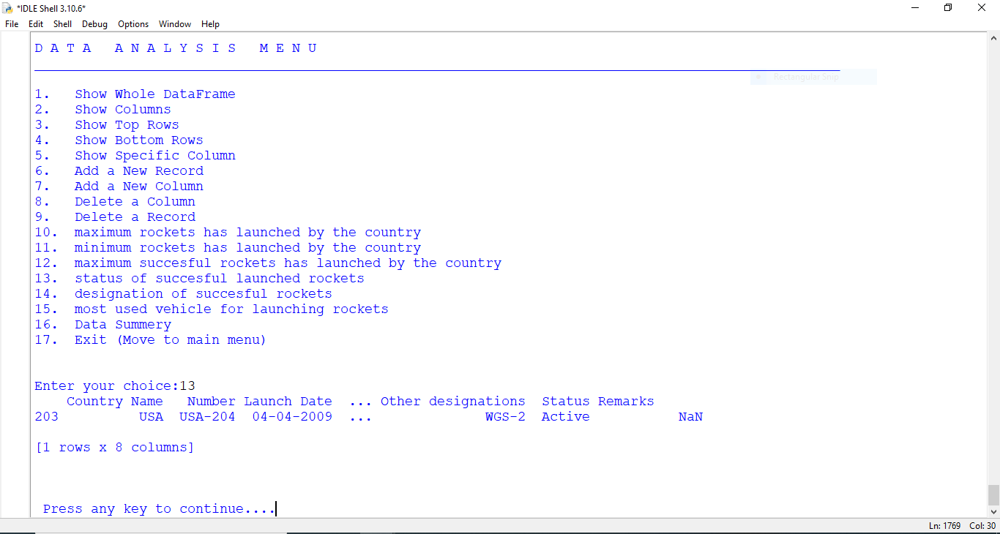 *IDLE Shell 3.10.6*
File Edit Shell Debug Options Window Help
D A T A   A N A L Y S I S   M E N U
Rectangular Snip
1. Show Whole DataFrame
2. Show Columns
3. Show Top Rows
4. Show Bottom Rows
5. Show Specific Column
6. Add a New Record
7. Add a New Column
8. Delete a Column
9. Delete a Record
10. maximum rockets has launched by the country
11. minimum rockets has launched by the country
12. maximum succesful rockets has launched by the country
13. status of succesful launched rockets
14. designation of succesful rockets
15. most used vehicle for launching rockets
16. Data Summery
17. Exit (Move to main menu)
Enter your choice:13
Country Name Number Launch Date ... Other designations Status Remarks
203 USA USA-204 04-04-2009 ... WGS-2 Active NaN
[1 rows x 8 columns]
Press any key to continue....
Ln: 1769 Col: 30